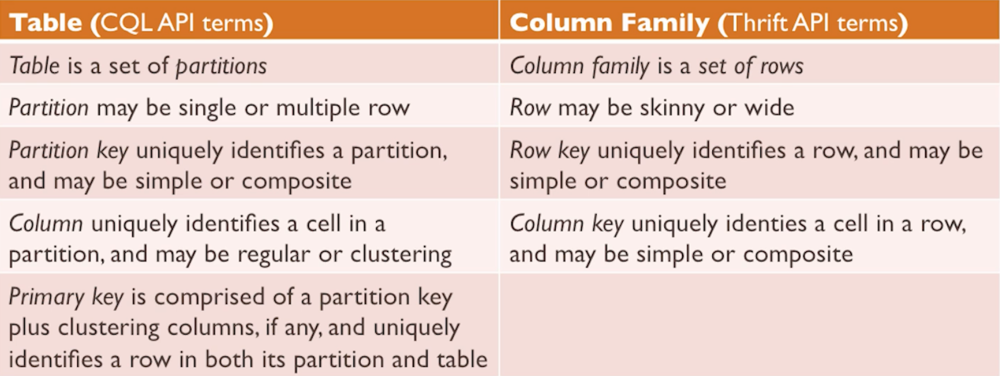 Table (CQL API terms)
Column Family (Thrift API terms)
Table is a set of partitions
Column family is a set of rows
Partition may be single or multiple row
Row may be skinny or wide
Partition key uniquely identifies a partition,
and may be simple or composite
Row key uniquely identifies a row, and may be
simple or composite
Column uniquely identifies a cell in a
partition, and may be regular or clustering
Column key uniquely identies a cell in a row,
and may be simple or composite
Primary key is comprised of a partition key
plus clustering columns, if any, and uniquely
identifies a row in both its partition and table